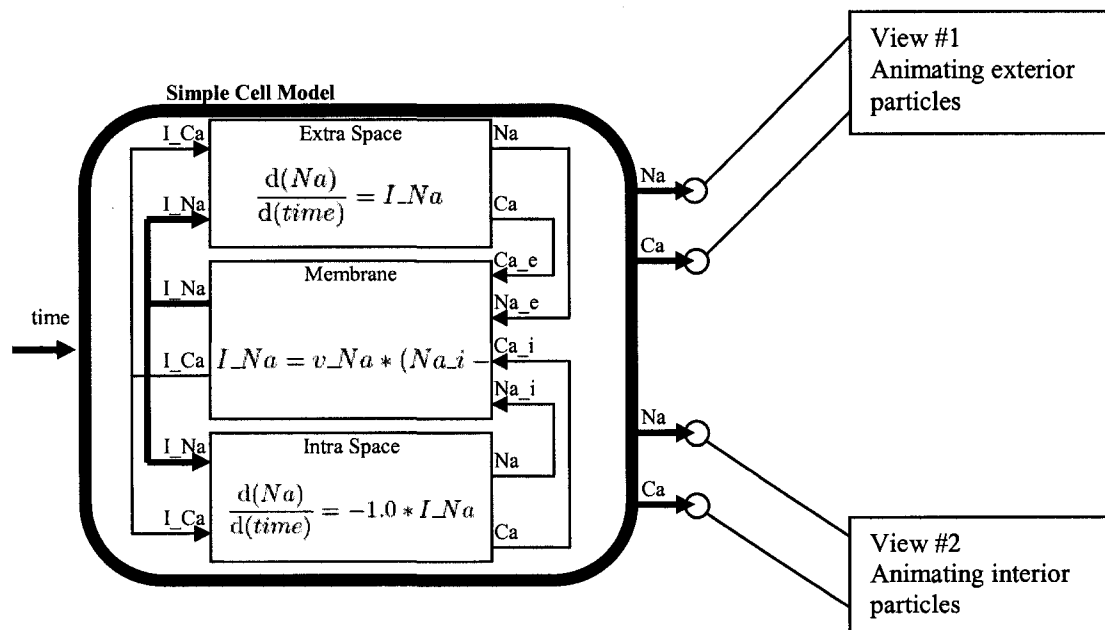 View #1
Animating exterior
particles
Simple Cell Model
I_Ca
Extra Space
Na
d(Na)
d(time)
= I_Na
I_Na
Ca
Na
Ca
Ca_e
Membrane
I_Na
Na_e
time
I_Ca
I_Na = v_Na * (Na_i -
Ca_i
Na_i
Na
I_Na
Intra Space
Na
d(Na)
d(time)
= -1.0 * I_Na
I_Ca
Ca
Ca
View #2
Animating interior
particles